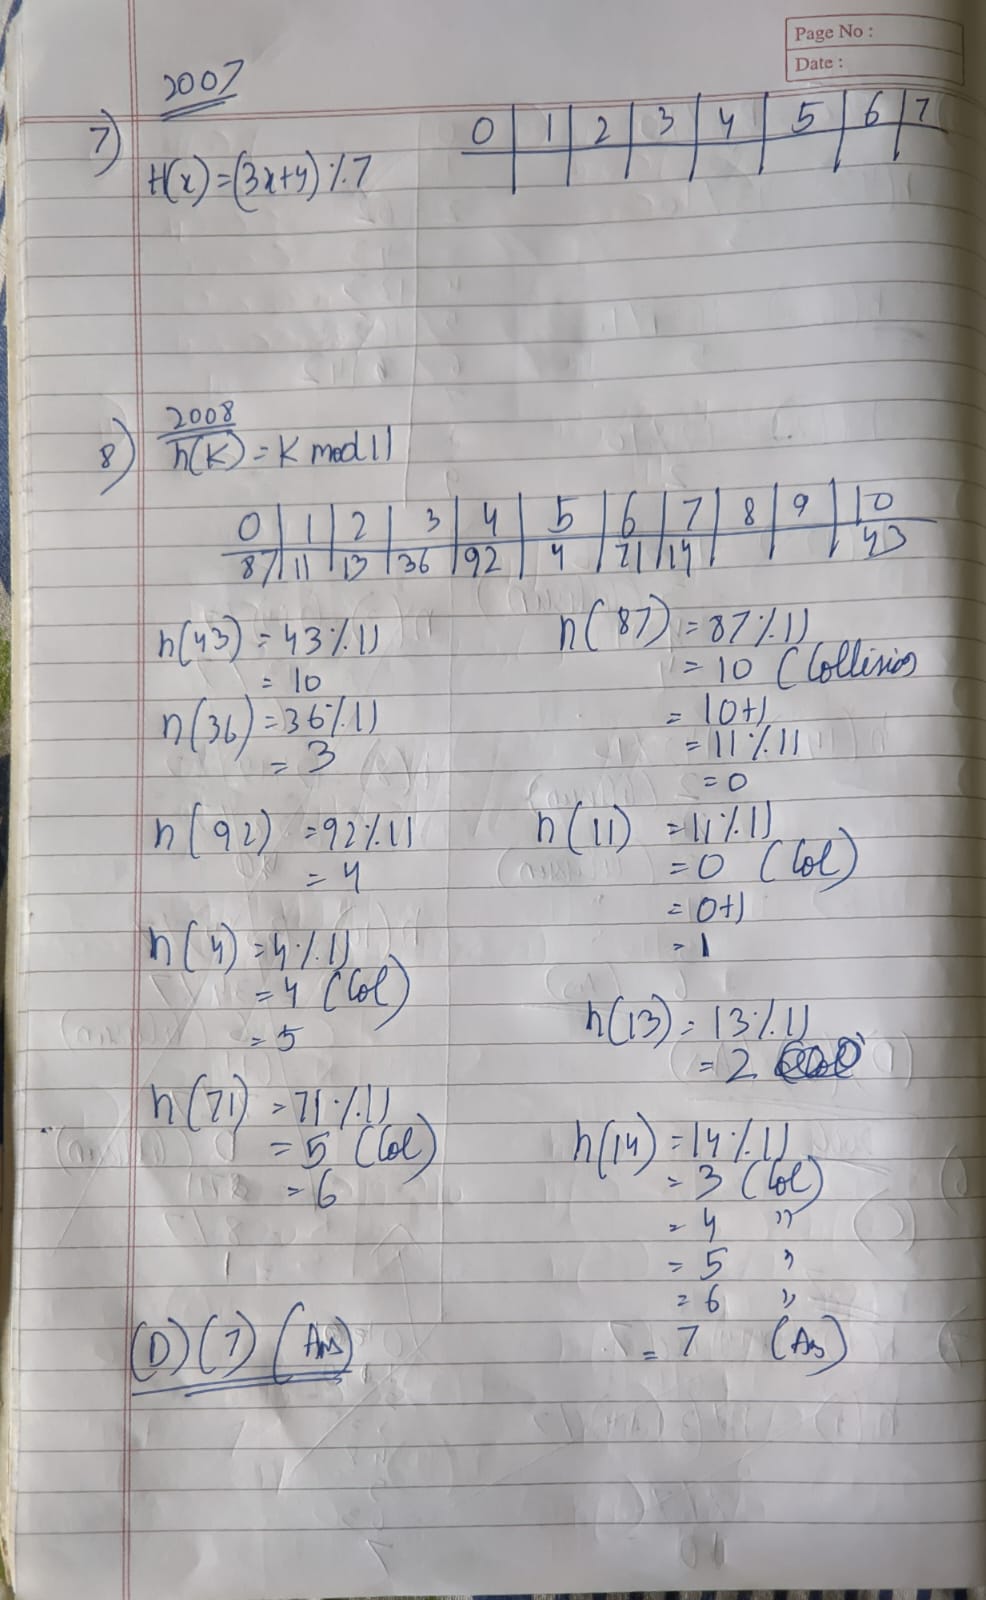 Page No :
Date :
2007
7)
0 1 2 3 4 5 6 7
H(x)=(3x+4)%7
2008
8) h(K) = K mod 11
0 1 2 3 4 5 6 7 8 9 10
87 11 13 36 92 4 71 14 43
h(43) = 43%11
= 10
h(36) = 36%11
= 3
h(92) = 92%11
= 4
h(4) = 4%11
= 4 (Col)
= 5
h(71) = 71%11
= 5 (Col)
= 6
(D) (7) (Ans)
h(87) = 87%11
= 10 (Collision
= 10+1
= 11%11
= 0
h(11) = 11%11
= 0 (Col)
= 0+1
= 1
h(13) = 13%11
= 2
h(14) = 14%11
= 3 (Col)
= 4 "
= 5 "
= 6 "
= 7 (As)